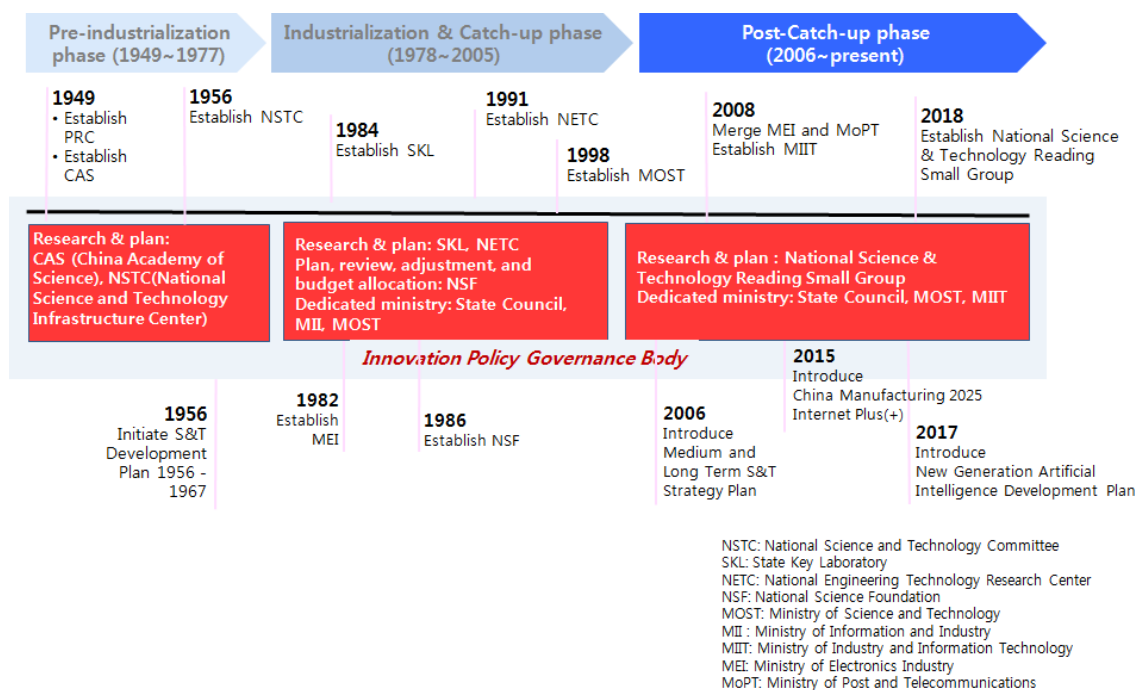 Pre-industrialization
phase (1949~1977)
Industrialization & Catch-up phase
(1978~2005)
Post-Catch-up phase
(2006~present)
1949
• Establish
PRC
• Establish
CAS
1956
Establish NSTC
1984
Establish SKL
1991
Establish NETC
1998
Establish MOST
2008
Merge MEI and MoPT
Establish MIIT
2018
Establish National Science
& Technology Reading
Small Group
Research & plan:
CAS (China Academy of
Science), NSTC(National
Science and Technology
Infrastructure Center)
Research & plan: SKL, NETC
Plan, review, adjustment, and
budget allocation: NSF
Dedicated ministry: State Council,
MII, MOST
Research & plan : National Science &
Technology Reading Small Group
Dedicated ministry: State Council, MOST, MIIT
Innovation Policy Governance Body
1956
Initiate S&T
Development
Plan 1956 -
1967
1982
Establish
MEI
1986
Establish NSF
2006
Introduce
Medium and
Long Term S&T
Strategy Plan
2015
Introduce
China Manufacturing 2025
Internet Plus(+)
2017
Introduce
New Generation Artificial
Intelligence Development Plan
NSTC: National Science and Technology Committee
SKL: State Key Laboratory
NETC: National Engineering Technology Research Center
NSF: National Science Foundation
MOST: Ministry of Science and Technology
MII : Ministry of Information and Industry
MIIT: Ministry of Industry and Information Technology
MEI: Ministry of Electronics Industry
MoPT: Ministry of Post and Telecommunications